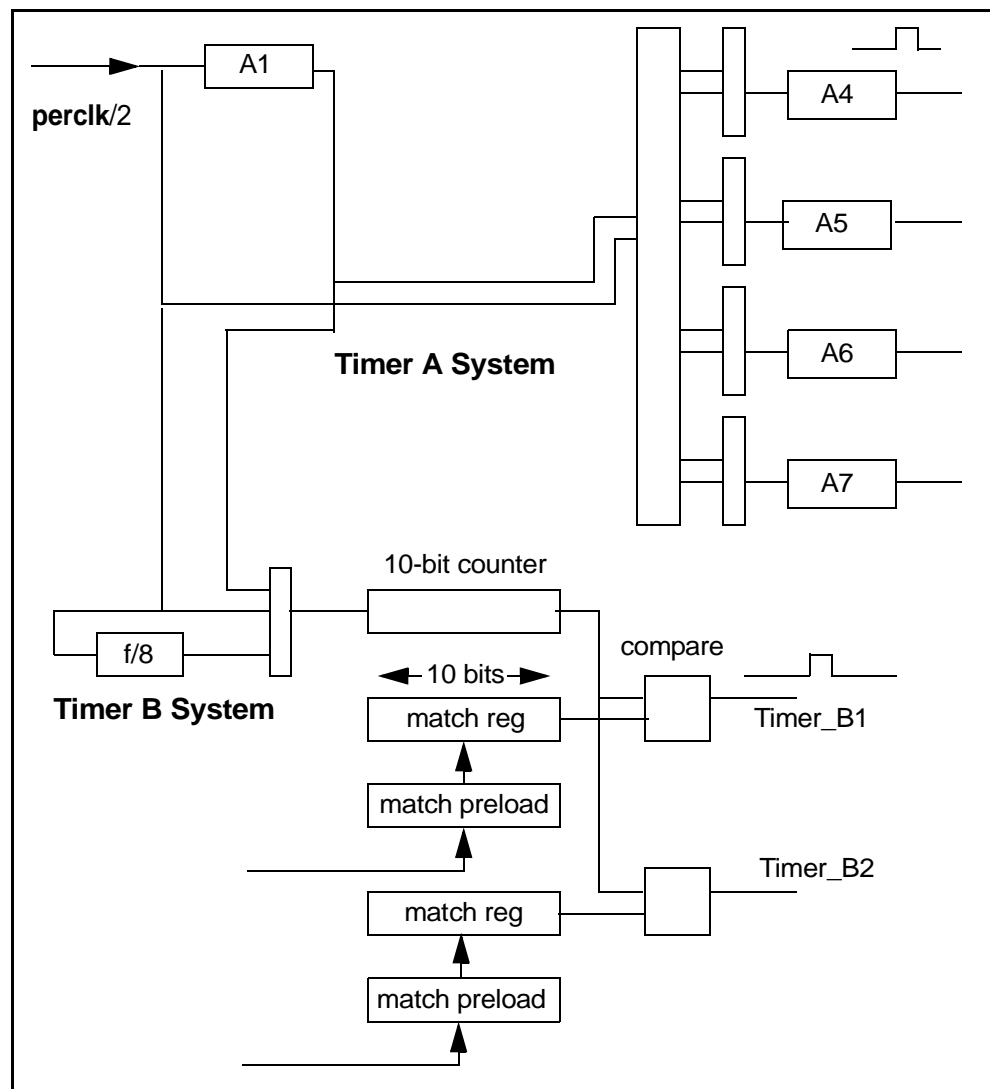 A1
perclk/2
A4
A5
Timer A System
A6
A7
10-bit counter
f/8
compare
Timer B System
10 bits
match reg
Timer_B1
match preload
Timer_B2
match reg
match preload